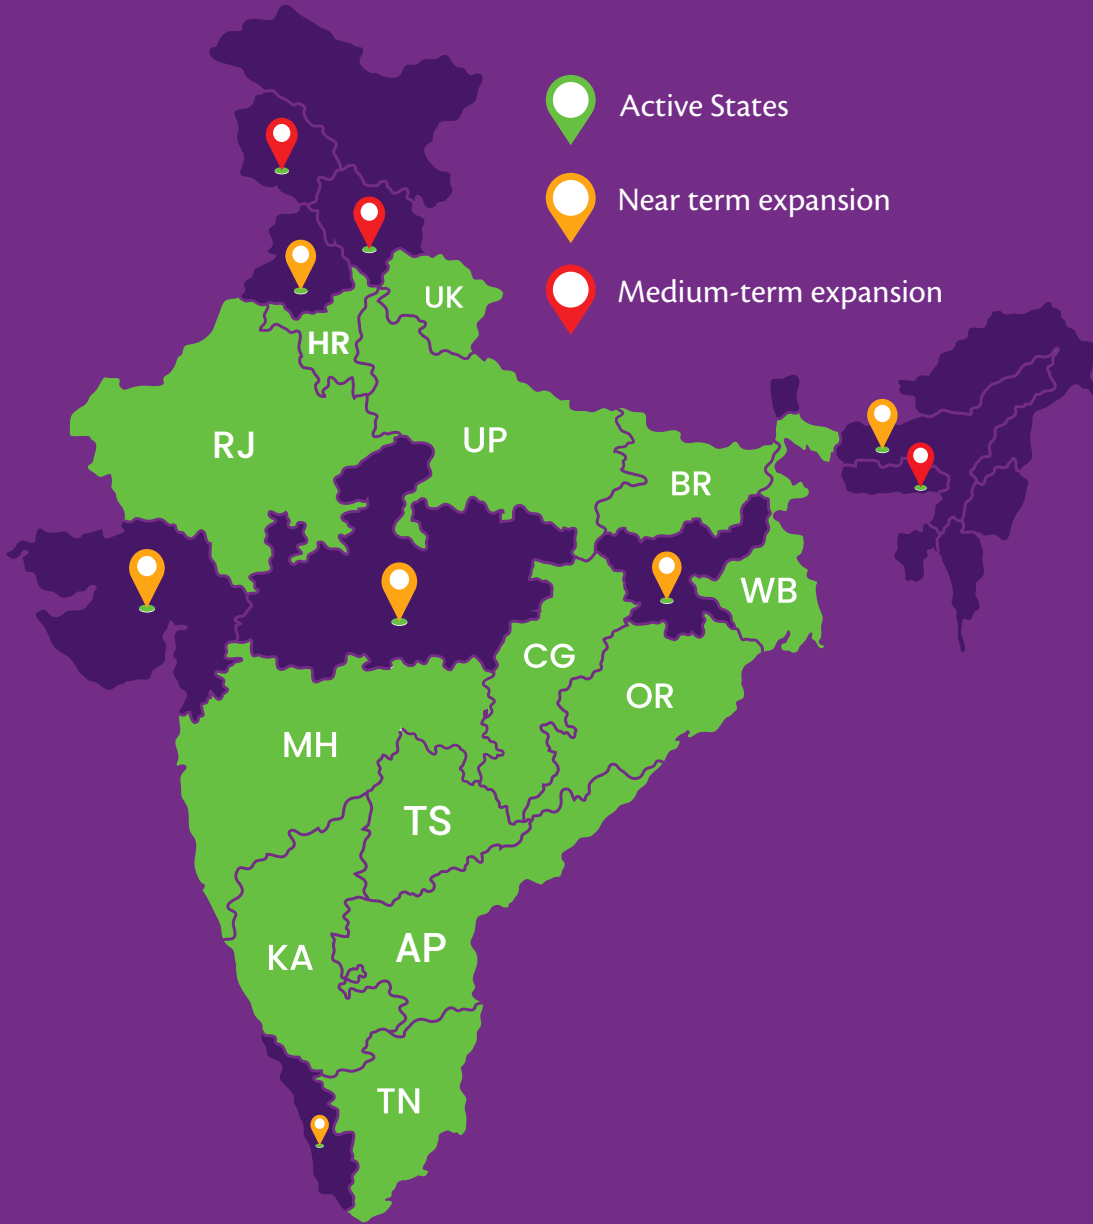 Active States
Near term expansion
Medium-term expansion
UK
HR
RJ
UP
BR
WB
CG
OR
MH
TS
KA
AP
TN